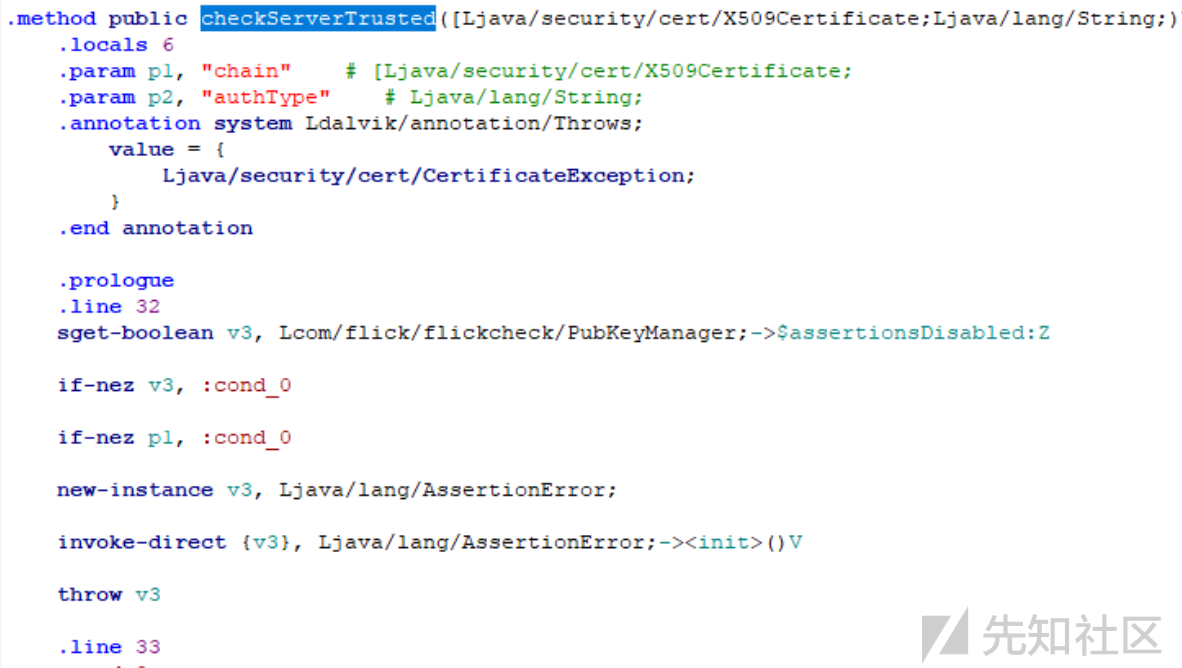 .method public checkServerTrusted([Ljava/security/cert/X509Certificate;Ljava/lang/String;)
.locals 6
.param p1, "chain"    # [Ljava/security/cert/X509Certificate;
.param p2, "authType"    # Ljava/lang/String;
.annotation system Ldalvik/annotation/Throws;
value = {
Ljava/security/cert/CertificateException;
}
.end annotation
.prologue
.line 32
sget-boolean v3, Lcom/flick/flickcheck/PubKeyManager;->$assertionsDisabled:Z
if-nez v3, :cond_0
if-nez p1, :cond_0
new-instance v3, Ljava/lang/AssertionError;
invoke-direct {v3}, Ljava/lang/AssertionError;-><init>()V
throw v3
.line 33
先知社区